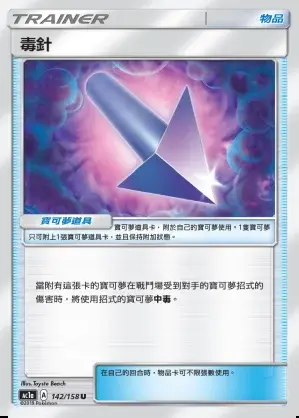 TRAINER
物品
毒針
寶可夢道具
寶可夢道具卡，附於自己的寶可夢使用。1隻寶可夢
只可附上1張寶可夢道具卡，並且保持附加狀態。
當附有這張卡的寶可夢在戰鬥場受到對手的寶可夢招式的
傷害時，將使用招式的寶可夢中毒。
在自己的回合時，物品卡可不限張數使用。
Illus. Toyste Beach
AC1a A 142/158 U
©2019 Pokémon